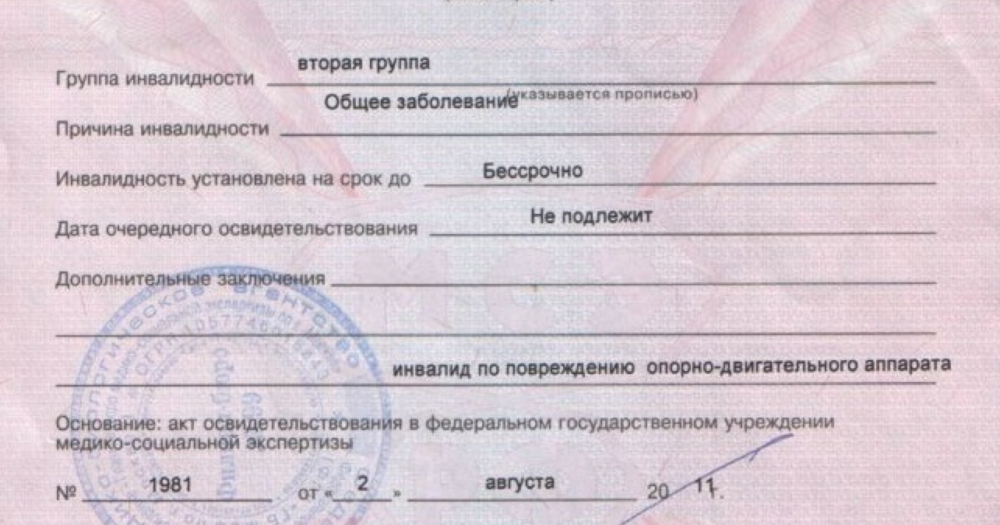 Группа инвалидности вторая группа
(указывается прописью)
Причина инвалидности Общее заболевание
Инвалидность установлена на срок до Бессрочно
Дата очередного освидетельствования Не подлежит
Дополнительные заключения
инвалид по повреждению опорно-двигательного аппарата
Основание: акт освидетельствования в федеральном государственном учреждении
медико-социальной экспертизы
№ 1981 от « 2 » августа 20 11 г.